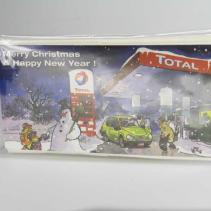 Merry Christmas
& Happy New Year !
TOTAL
TOTAL